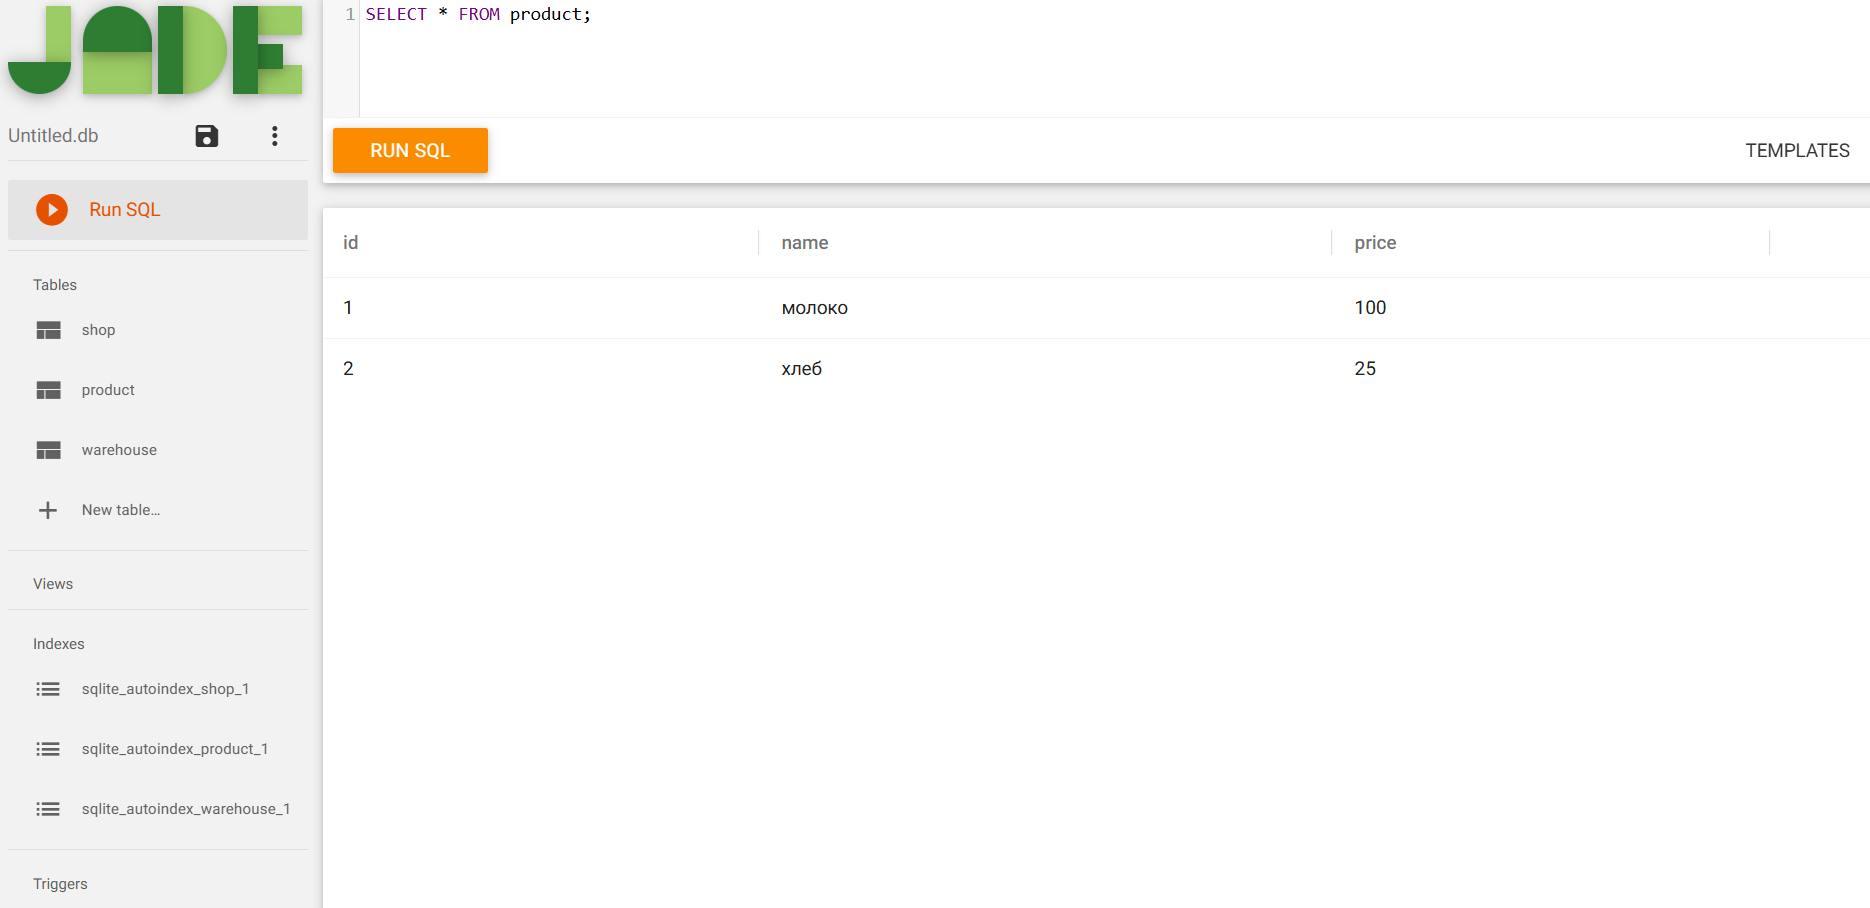 JADE
Untitled.db
Run SQL
Tables
shop
product
warehouse
New table...
Views
Indexes
sqlite_autoindex_shop_1
sqlite_autoindex_product_1
sqlite_autoindex_warehouse_1
Triggers
1 SELECT * FROM product;
RUN SQL
TEMPLATES
id name price
1 молоко 100
2 хлеб 25